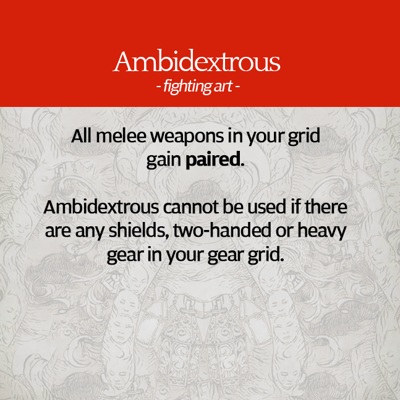 Ambidextrous
- fighting art -
All melee weapons in your grid
gain paired.
Ambidextrous cannot be used if there
are any shields, two-handed or heavy
gear in your gear grid.